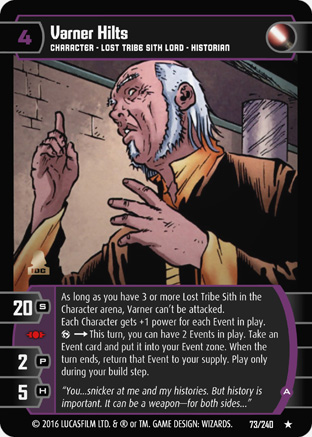 4
Varner Hilts
CHARACTER • LOST TRIBE SITH LORD • HISTORIAN
IDC
20 S
2 P
5 H
As long as you have 3 or more Lost Tribe Sith in the
Character arena, Varner can't be attacked.
Each Character gets +1 power for each Event in play.
This turn, you can have 2 Events in play. Take an
Event card and put it into your Event zone. When the
turn ends, return that Event to your supply. Play only
during your build step.
"You...snicker at me and my histories. But history is
important. It can be a weapon—for both sides..."
A
© 2016 LUCASFILM LTD. & ® or TM. GAME DESIGN: WIZARDS. 73/240 ★